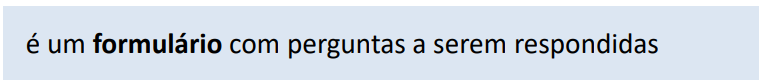 é um formulário com perguntas a serem respondidas